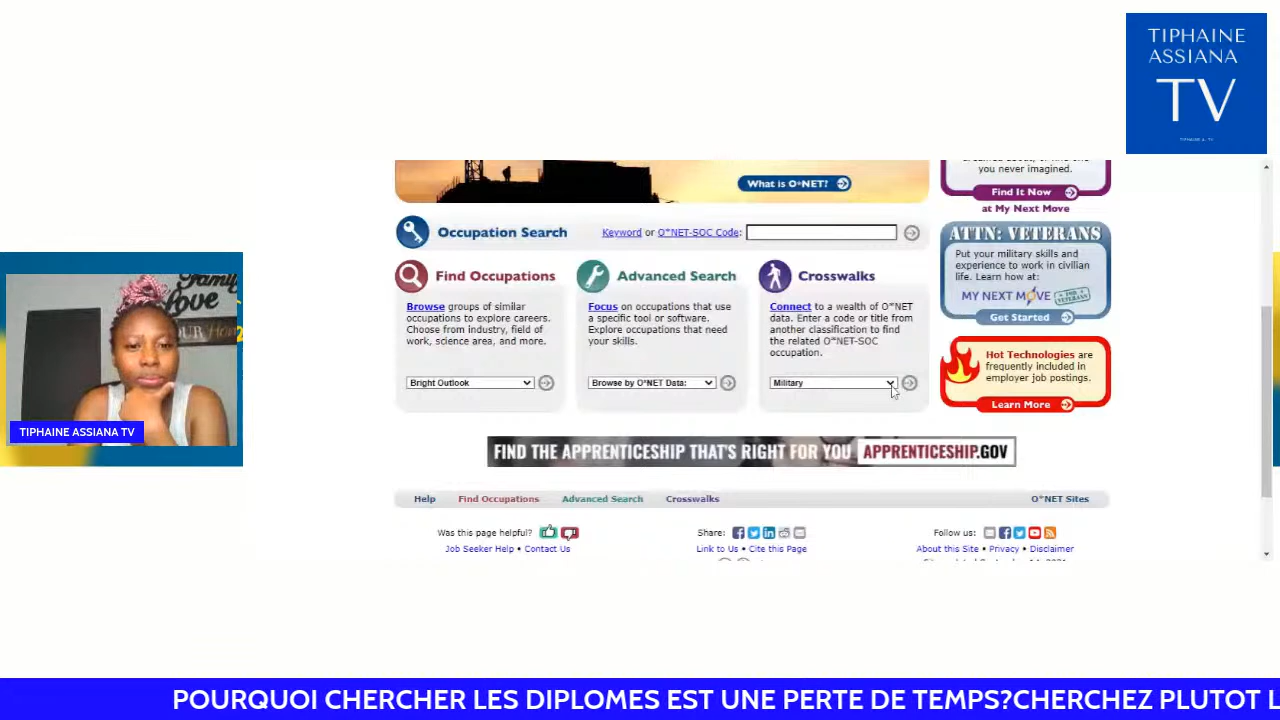 TIPHAINE
ASSIANA
TV
TIPHAINE A. TV
you never imagined.
What is O*NET?
Find It Now
at My Next Move
Occupation Search
Keyword or O*NET-SOC Code:
ATTN: VETERANS
Put your military skills and
experience to work in civilian
life. Learn how at:
MY NEXT MOVE FOR VETERANS
Get Started
Find Occupations
Browse groups of similar
occupations to explore careers.
Choose from industry, field of
work, science area, and more.
Bright Outlook
Advanced Search
Focus on occupations that use
a specific tool or software.
Explore occupations that need
your skills.
Browse by O*NET Data:
Crosswalks
Connect to a wealth of O*NET
data. Enter a code or title from
another classification to find
the related O*NET-SOC
occupation.
Military
Hot Technologies are
frequently included in
employer job postings.
Learn More
Family
love
YOUR Home
TIPHAINE ASSIANA TV
FIND THE APPRENTICESHIP THAT'S RIGHT FOR YOU APPRENTICESHIP.GOV
Help Find Occupations Advanced Search Crosswalks O*NET Sites
Was this page helpful? Share: Follow us:
Job Seeker Help • Contact Us Link to Us • Cite this Page About this Site • Privacy • Disclaimer
POURQUOI CHERCHER LES DIPLOMES EST UNE PERTE DE TEMPS?CHERCHEZ PLUTOT L